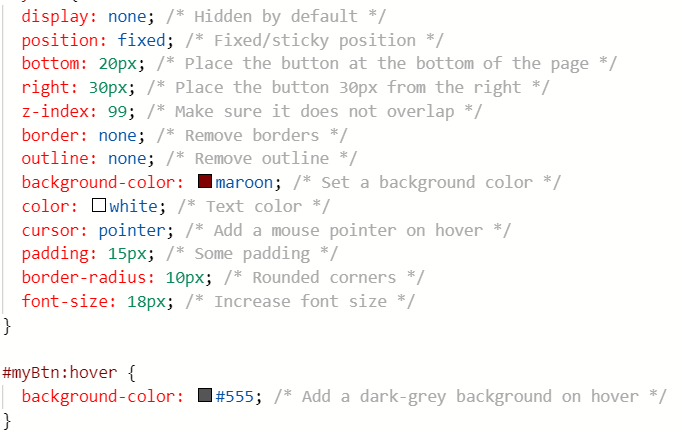 display: none; /* Hidden by default */
position: fixed; /* Fixed/sticky position */
bottom: 20px; /* Place the button at the bottom of the page */
right: 30px; /* Place the button 30px from the right */
z-index: 99; /* Make sure it does not overlap */
border: none; /* Remove borders */
outline: none; /* Remove outline */
background-color: maroon; /* Set a background color */
color: white; /* Text color */
cursor: pointer; /* Add a mouse pointer on hover */
padding: 15px; /* Some padding */
border-radius: 10px; /* Rounded corners */
font-size: 18px; /* Increase font size */
}
#myBtn:hover {
background-color: #555; /* Add a dark-grey background on hover */
}